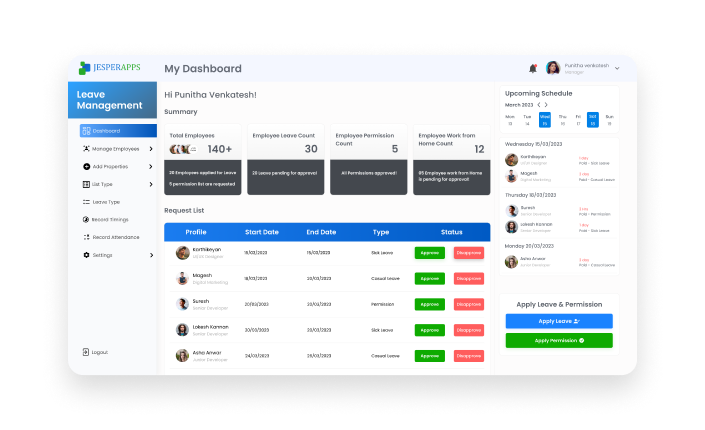 JESPERAPPS
My Dashboard
Punitha venkatesh
Manager
Leave
Management
Dashboard
Manage Employees
Add Properties
List Type
Leave Type
Record Timings
Record Attendance
Settings
Logout
Hi Punitha Venkatesh!
Summary
Total Employees
140+
20 Employees applied for Leave
5 permission list are requested
Employee Leave Count
30
20 Leave pending for approval
Employee Permission
Count
5
All Permissions approved!
Employee Work from
Home Count
12
05 Employee work from Home
is pending for approval!
Request List
Profile Start Date End Date Type Status
Karthikeyan
UI/UX Designer
15/03/2023 15/03/2023 Sick Leave Approve Disapprove
Magesh
Digital Marketing
18/03/2023 20/03/2023 Casual Leave Approve Disapprove
Suresh
Senior Developer
20/03/2023 20/03/2023 Permission Approve Disapprove
Lokesh Kannan
Senior Developer
20/03/2023 20/03/2023 Sick Leave Approve Disapprove
Asha Anwar
Junior Developer
24/03/2023 20/03/2023 Casual Leave Approve Disapprove
Upcoming Schedule
March 2023
Mon Tue Wed Thu Fri Sat Sun
13 14 15 16 17 18 19
Wednesday 15/03/2023
Karthikeyan
UI/UX Designer
1 day
Paid - Sick Leave
Magesh
Digital Marketing
Paid - Casual Leave
Thursday 18/03/2023
Suresh
Senior Developer
Paid - Permission
Lokesh Kannan
Senior Developer
1 day
Paid - Sick Leave
Monday 20/03/2023
Asha Anwar
Junior Developer
Paid - Casual Leave
Apply Leave & Permission
Apply Leave
Apply Permission